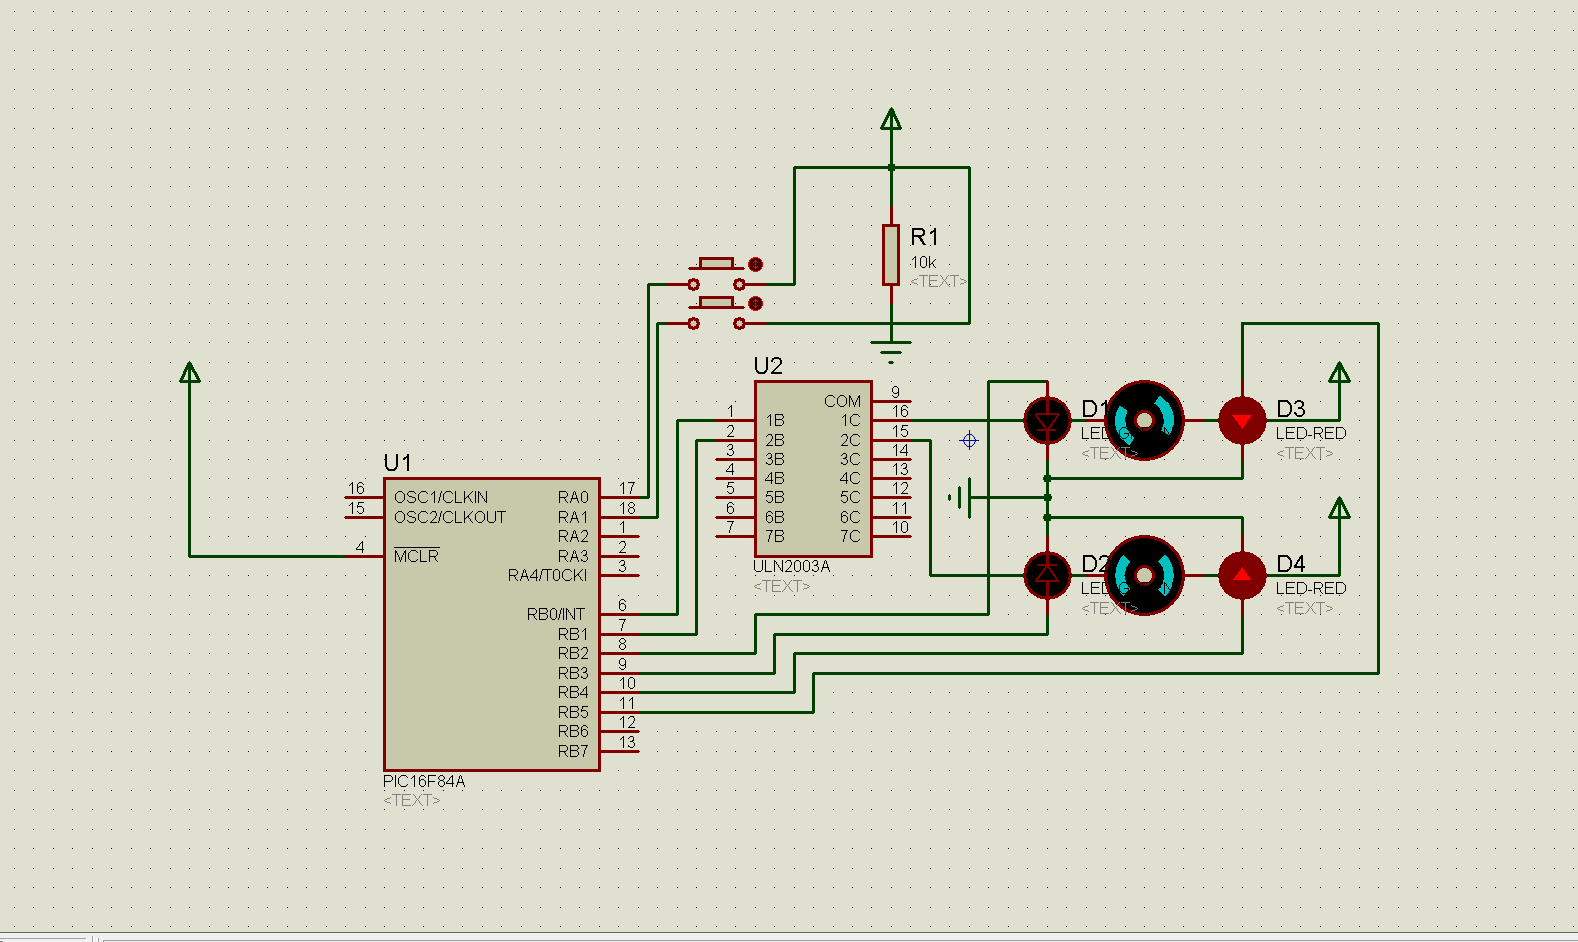 R1
10k
<TEXT>
U2
1
2
3
4
5
6
7
1B
2B
3B
4B
5B
6B
7B
COM
1C
2C
3C
4C
5C
6C
7C
9
16
15
14
13
12
11
10
ULN2003A
<TEXT>
D1
<TEXT>
D3
LED-RED
<TEXT>
D2
<TEXT>
D4
LED-RED
<TEXT>
U1
16
15
4
OSC1/CLKIN
OSC2/CLKOUT
MCLR
RA0
RA1
RA2
RA3
RA4/T0CKI
RB0/INT
RB1
RB2
RB3
RB4
RB5
RB6
RB7
17
18
1
2
3
6
7
8
9
10
11
12
13
PIC16F84A
<TEXT>